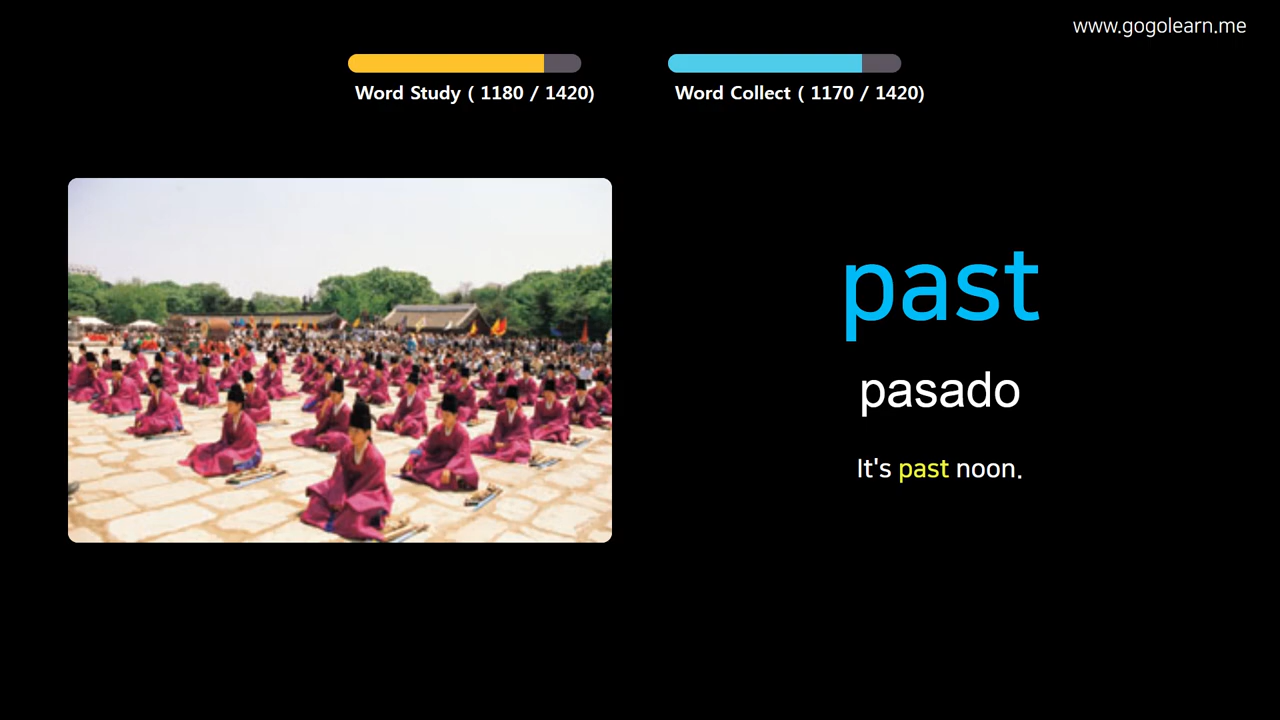 www.gogolearn.me
Word Study ( 1180 / 1420)
Word Collect ( 1170 / 1420)
past
pasado
It's past noon.